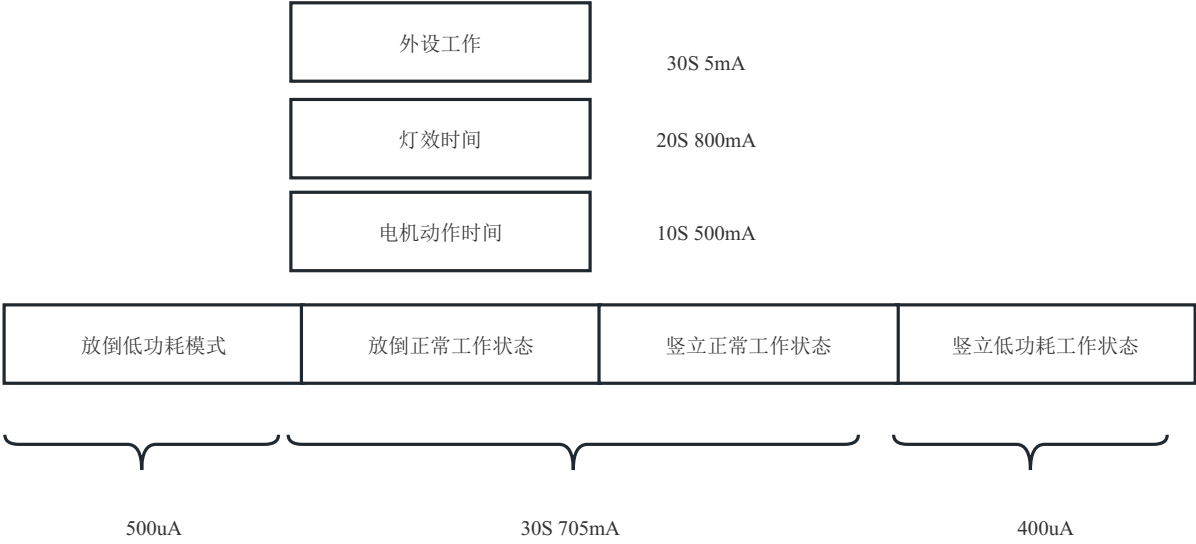 外设工作
30S 5mA
灯效时间
20S 800mA
电机动作时间
10S 500mA
放倒低功耗模式
放倒正常工作状态
竖立正常工作状态
竖立低功耗工作状态
500uA
30S 705mA
400uA